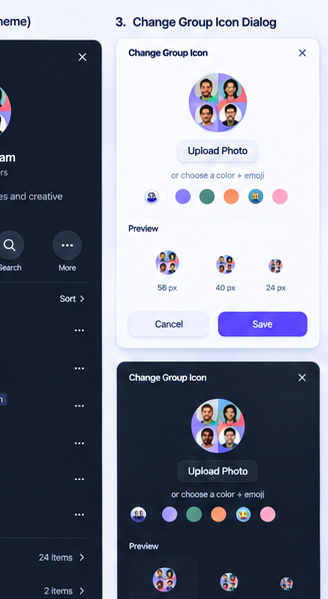 heme)
am
rs
es and creative
Search
More
Sort
24 items
2 items
3. Change Group Icon Dialog
Change Group Icon
Upload Photo
or choose a color + emoji
Preview
56 px
40 px
24 px
Cancel
Save
Change Group Icon
Upload Photo
or choose a color + emoji
Preview